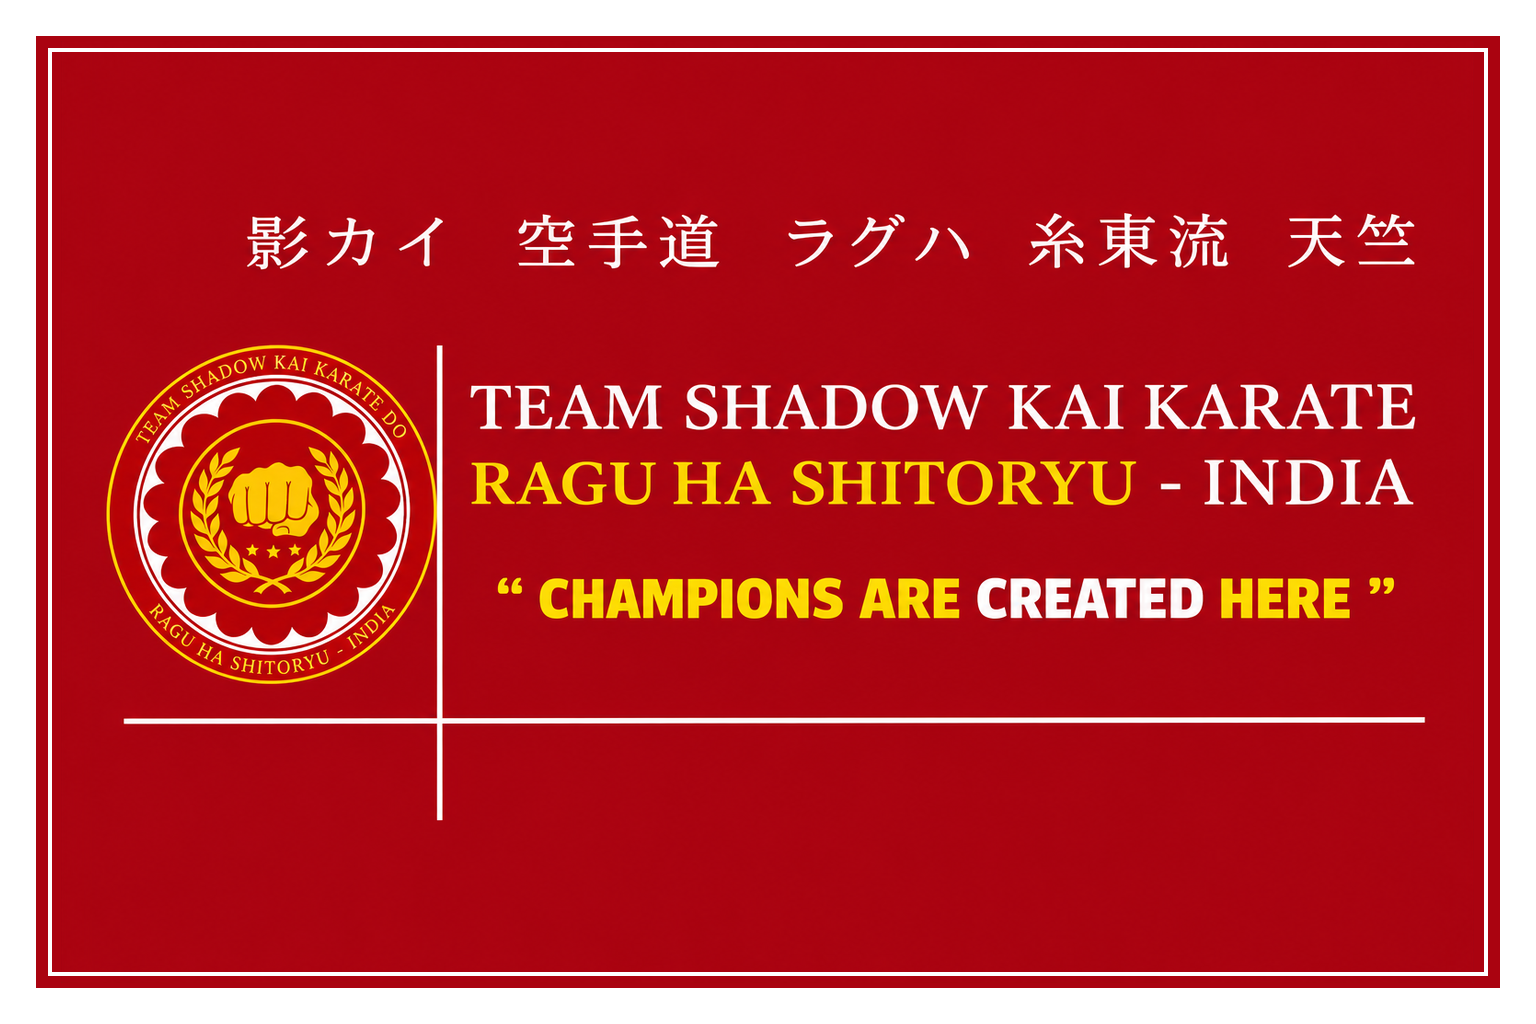 影カイ 空手道 ラグハ 糸東流 天竺
TEAM SHADOW KAI KARATE DO
RAGU HA SHITORYU - INDIA
TEAM SHADOW KAI KARATE
RAGU HA SHITORYU - INDIA
“ CHAMPIONS ARE CREATED HERE ”